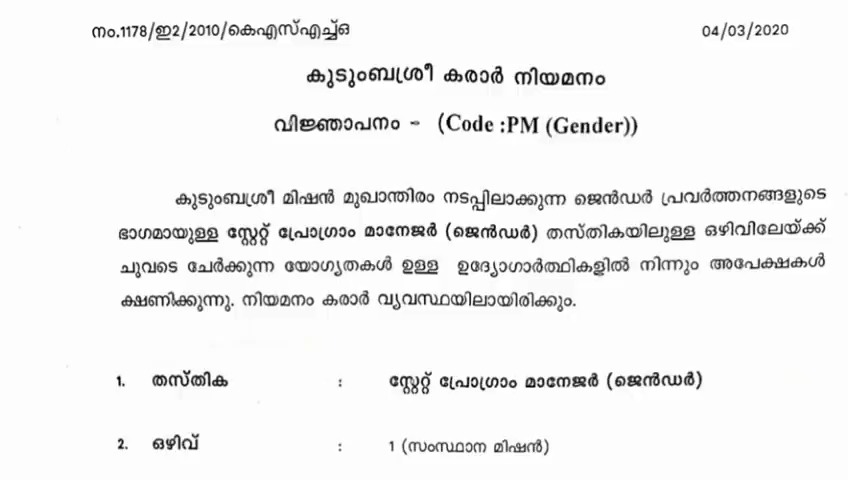 നം.1178/ഇ2/2010/കെഎസ്എച്ച്ഒ 04/03/2020
കുടുംബശ്രീ കരാർ നിയമനം
വിജ്ഞാപനം - (Code :PM (Gender))
കുടുംബശ്രീ മിഷൻ മുഖാന്തിരം നടപ്പിലാക്കുന്ന ജെൻഡർ പ്രവർത്തനങ്ങളുടെ
ഭാഗമായുള്ള സ്റ്റേറ്റ് പ്രോഗ്രാം മാനേജർ (ജെൻഡർ) തസ്തികയിലുള്ള ഒഴിവിലേയ്ക്ക്
ചുവടെ ചേർക്കുന്ന യോഗ്യതകൾ ഉള്ള ഉദ്യോഗാർത്ഥികളിൽ നിന്നും അപേക്ഷകൾ
ക്ഷണിക്കുന്നു. നിയമനം കരാർ വ്യവസ്ഥയിലായിരിക്കും.
1. തസ്തിക : സ്റ്റേറ്റ് പ്രോഗ്രാം മാനേജർ (ജെൻഡർ)
2. ഒഴിവ് : 1 (സംസ്ഥാന മിഷൻ)